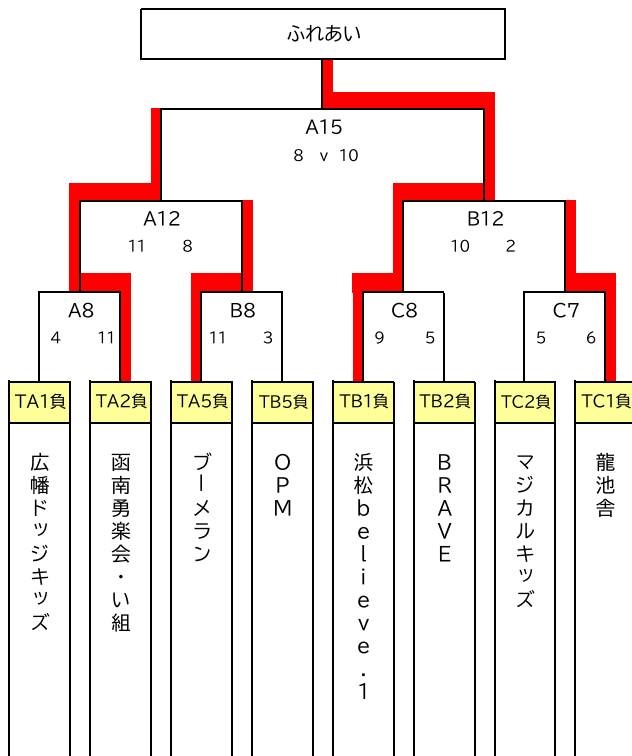 ふれあい
A15
8 v 10
A12
11 8
B12
10 2
A8
4 11
B8
11 3
C8
9 5
C7
5 6
TA1負
TA2負
TA5負
TB5負
TB1負
TB2負
TC2負
TC1負
広幡ドッジキッズ
函南勇楽会・い組
ブーメラン
OPM
浜松believe.1
BRAVE
マジカルキッズ
龍池舎